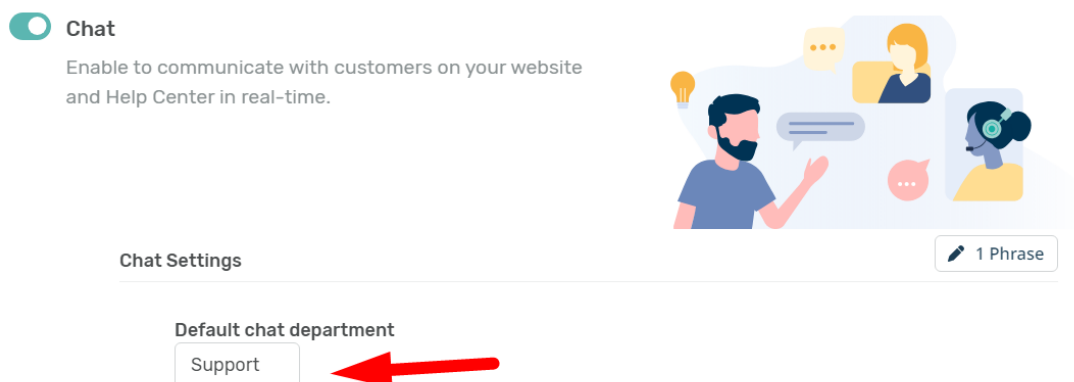 Chat
Enable to communicate with customers on your website
and Help Center in real-time.
Chat Settings
1 Phrase
Default chat department
Support